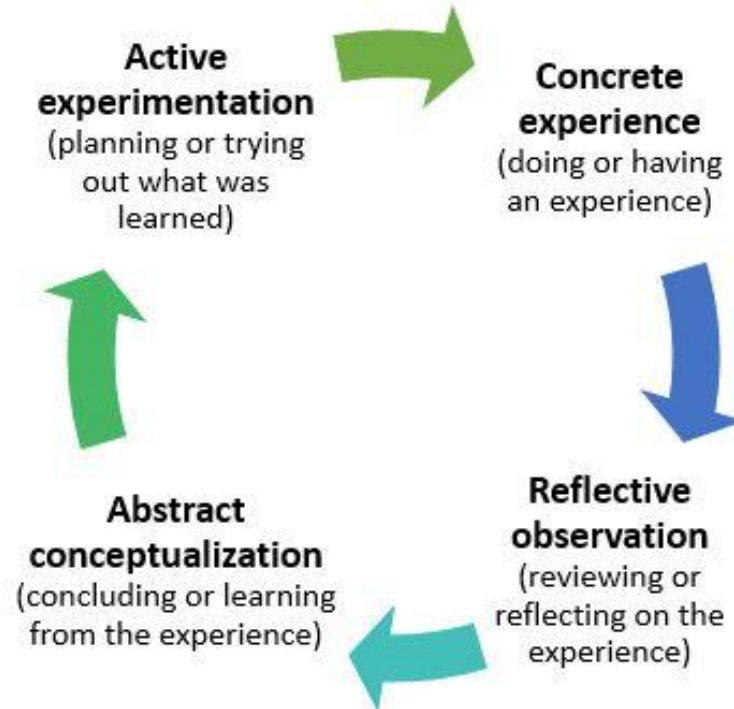 Active
experimentation
(planning or trying
out what was
learned)
Concrete
experience
(doing or having
an experience)
Reflective
observation
(reviewing or
reflecting on the
experience)
Abstract
conceptualization
(concluding or learning
from the experience)